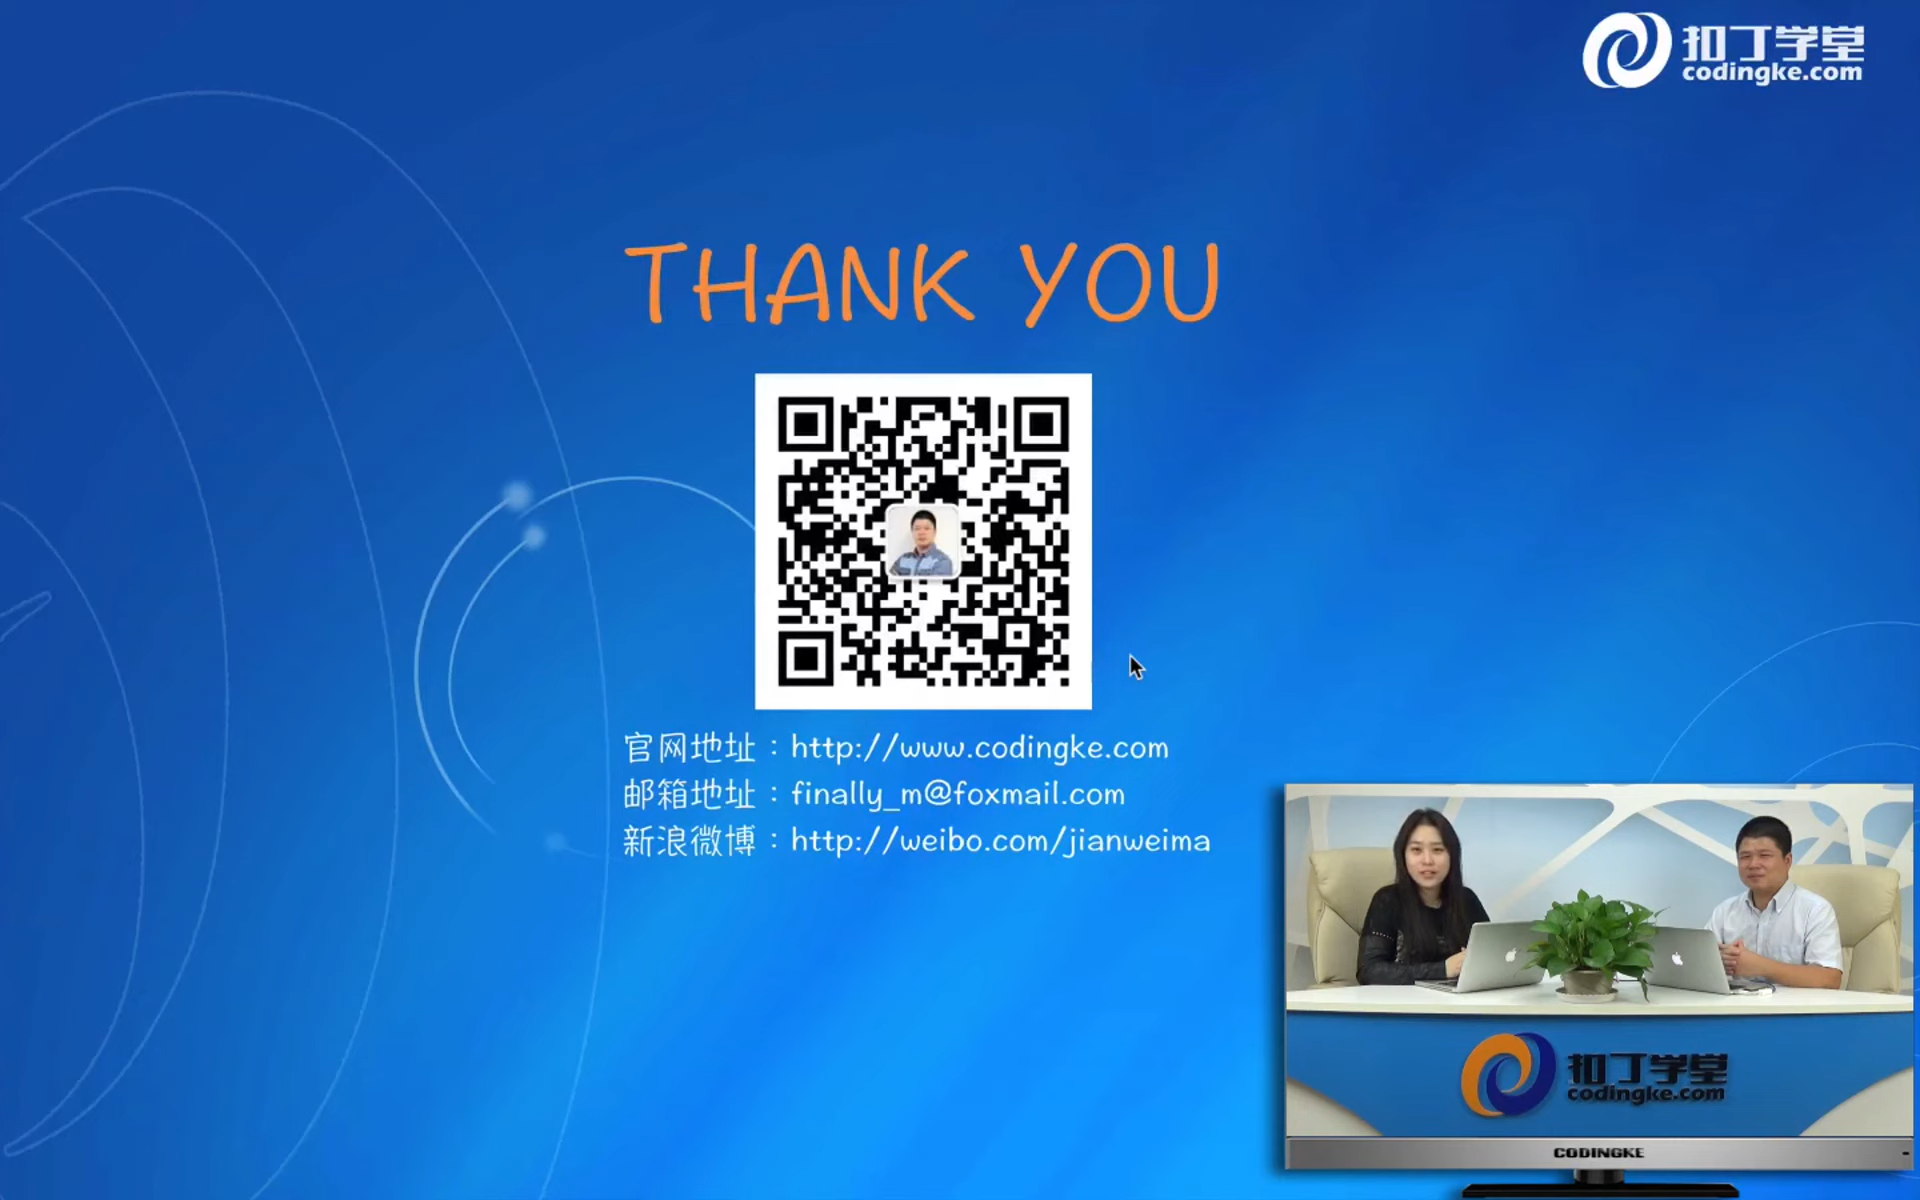 扣丁学堂
codingke.com
THANK YOU
官网地址：http://www.codingke.com
邮箱地址：finally_m@foxmail.com
新浪微博：http://weibo.com/jianweima
扣丁学堂
codingke.com
CODINGKE